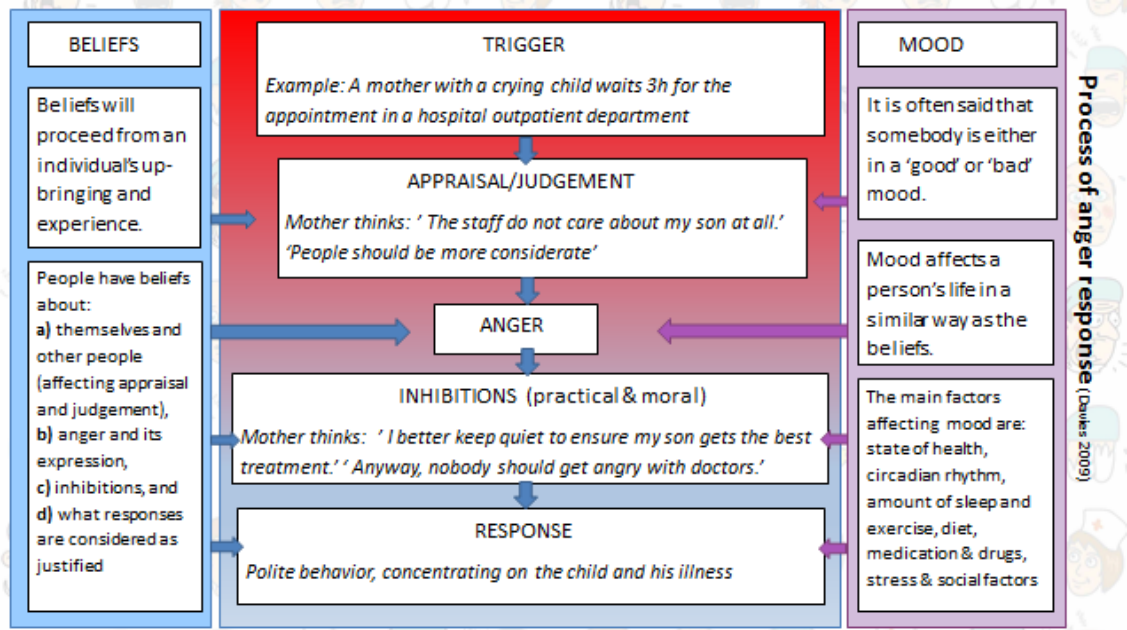 BELIEFS
Beliefs will
proceed from an
individual's up-
bringing and
experience.
People have beliefs
about:
a) themselves and
other people
(affecting appraisal
and judgement),
b) anger and its
expression,
c) inhibitions, and
d) what responses
are considered as
justified
TRIGGER
Example: A mother with a crying child waits 3h for the
appointment in a hospital outpatient department
APPRAISAL/JUDGEMENT
Mother thinks: ' The staff do not care about my son at all.'
'People should be more considerate'
ANGER
INHIBITIONS (practical & moral)
Mother thinks: ' I better keep quiet to ensure my son gets the best
treatment.' ' Anyway, nobody should get angry with doctors.'
RESPONSE
Polite behavior, concentrating on the child and his illness
MOOD
It is often said that
somebody is either
in a 'good' or 'bad'
mood.
Mood affects a
person's life in a
similar way as the
beliefs.
The main factors
affecting mood are:
state of health,
circadian rhythm,
amount of sleep and
exercise, diet,
medication & drugs,
stress & social factors
Process of anger response (Davies 2009)